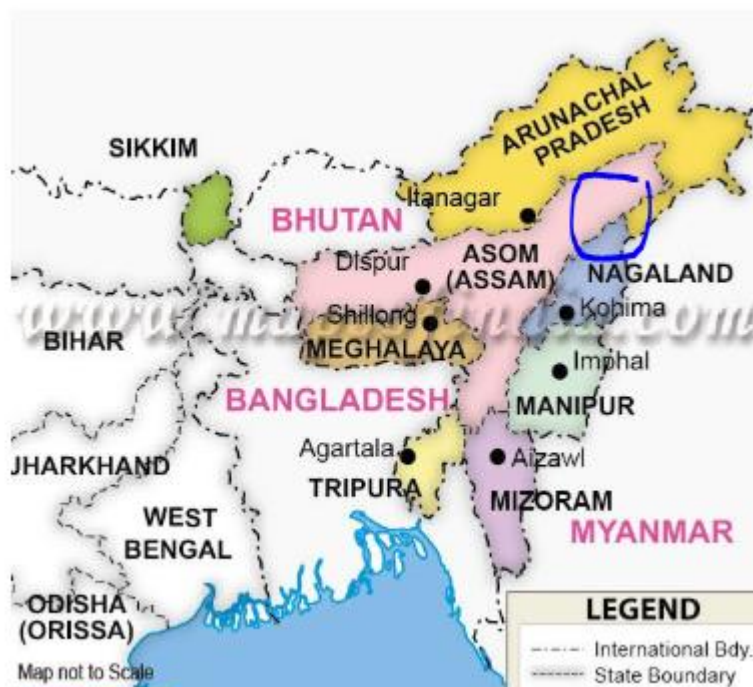 ARUNACHAL
PRADESH
SIKKIM
Itanagar
BHUTAN
ASOM
(ASSAM)
Dispur
NAGALAND
Shillong
Kohima
BIHAR
MEGHALAYA
Imphal
BANGLADESH
MANIPUR
Agartala
Aizawl
JHARKHAND
TRIPURA
MIZORAM
WEST
BENGAL
MYANMAR
ODISHA
(ORISSA)
LEGEND
International Bdy.
State Boundary
Map not to Scale